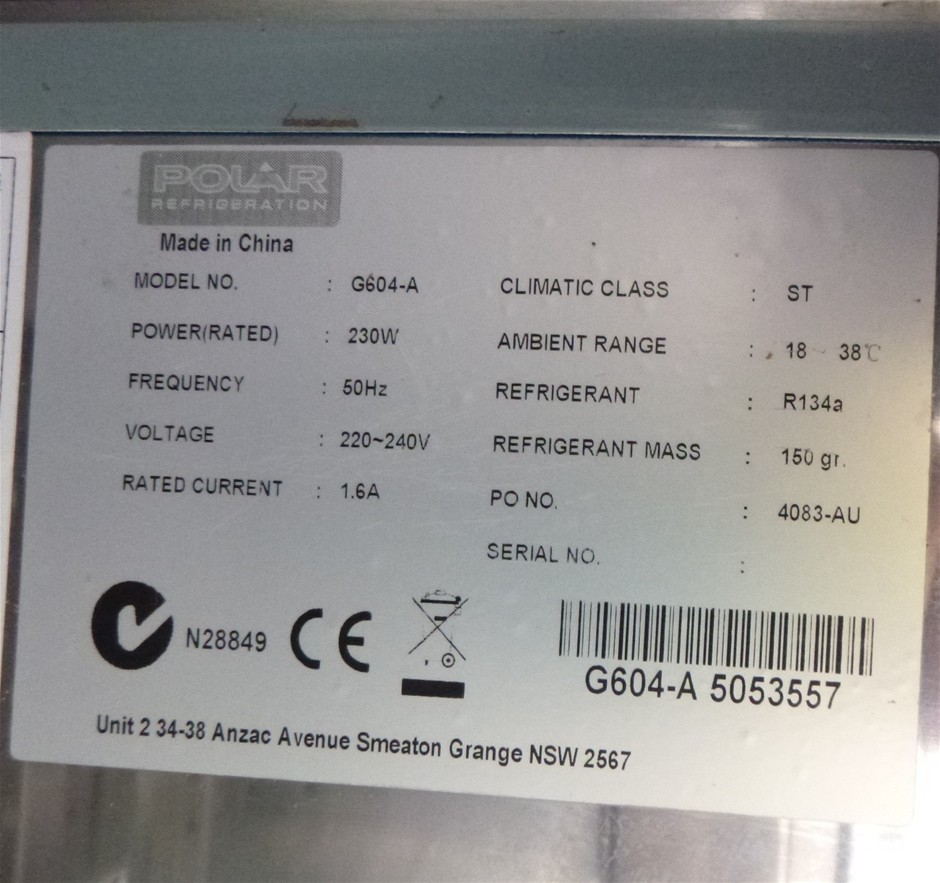 POLAR
REFRIGERATION
Made in China
MODEL NO. : G604-A
POWER(RATED) : 230W
FREQUENCY : 50Hz
VOLTAGE : 220~240V
RATED CURRENT : 1.6A
CLIMATIC CLASS : ST
AMBIENT RANGE : 18~38℃
REFRIGERANT : R134a
REFRIGERANT MASS : 150 gr.
PO NO. : 4083-AU
SERIAL NO. :
N28849
CE
G604-A 5053557
Unit 2 34-38 Anzac Avenue Smeaton Grange NSW 2567